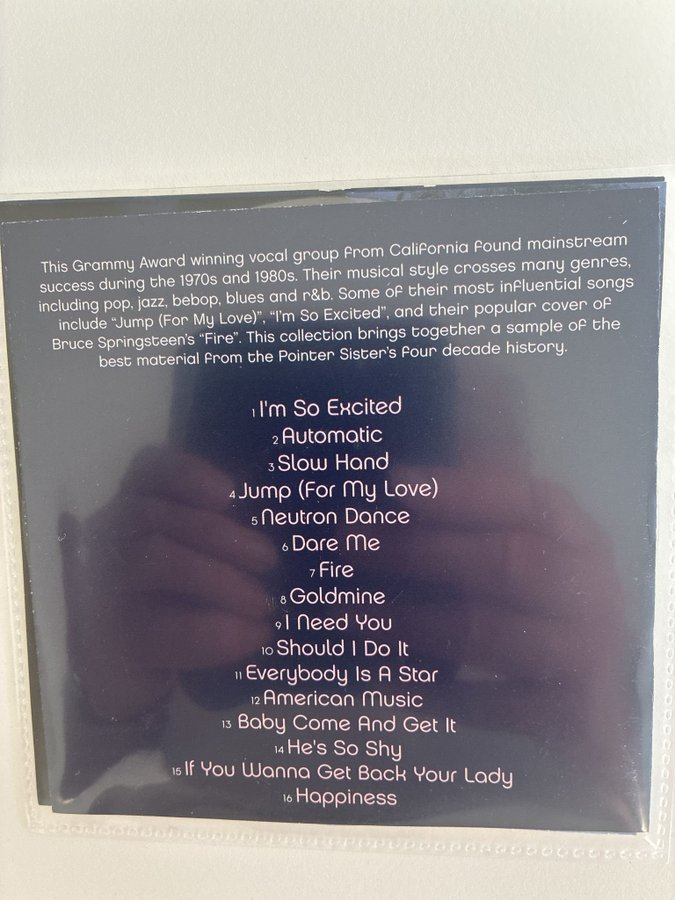 This Grammy Award winning vocal group from California found mainstream
success during the 1970s and 1980s. Their musical style crosses many genres,
including pop, jazz, bebop, blues and r&b. Some of their most influential songs
include “Jump (For My Love)”, “I'm So Excited”, and their popular cover of
Bruce Springsteen's “Fire”. This collection brings together a sample of the
best material from the Pointer Sister's four decade history.
1 I'm So Excited
2 Automatic
3 Slow Hand
4 Jump (For My Love)
5 Neutron Dance
6 Dare Me
7 Fire
8 Goldmine
9 I Need You
10 Should I Do It
11 Everybody Is A Star
12 American Music
13 Baby Come And Get It
14 He's So Shy
15 If You Wanna Get Back Your Lady
16 Happiness